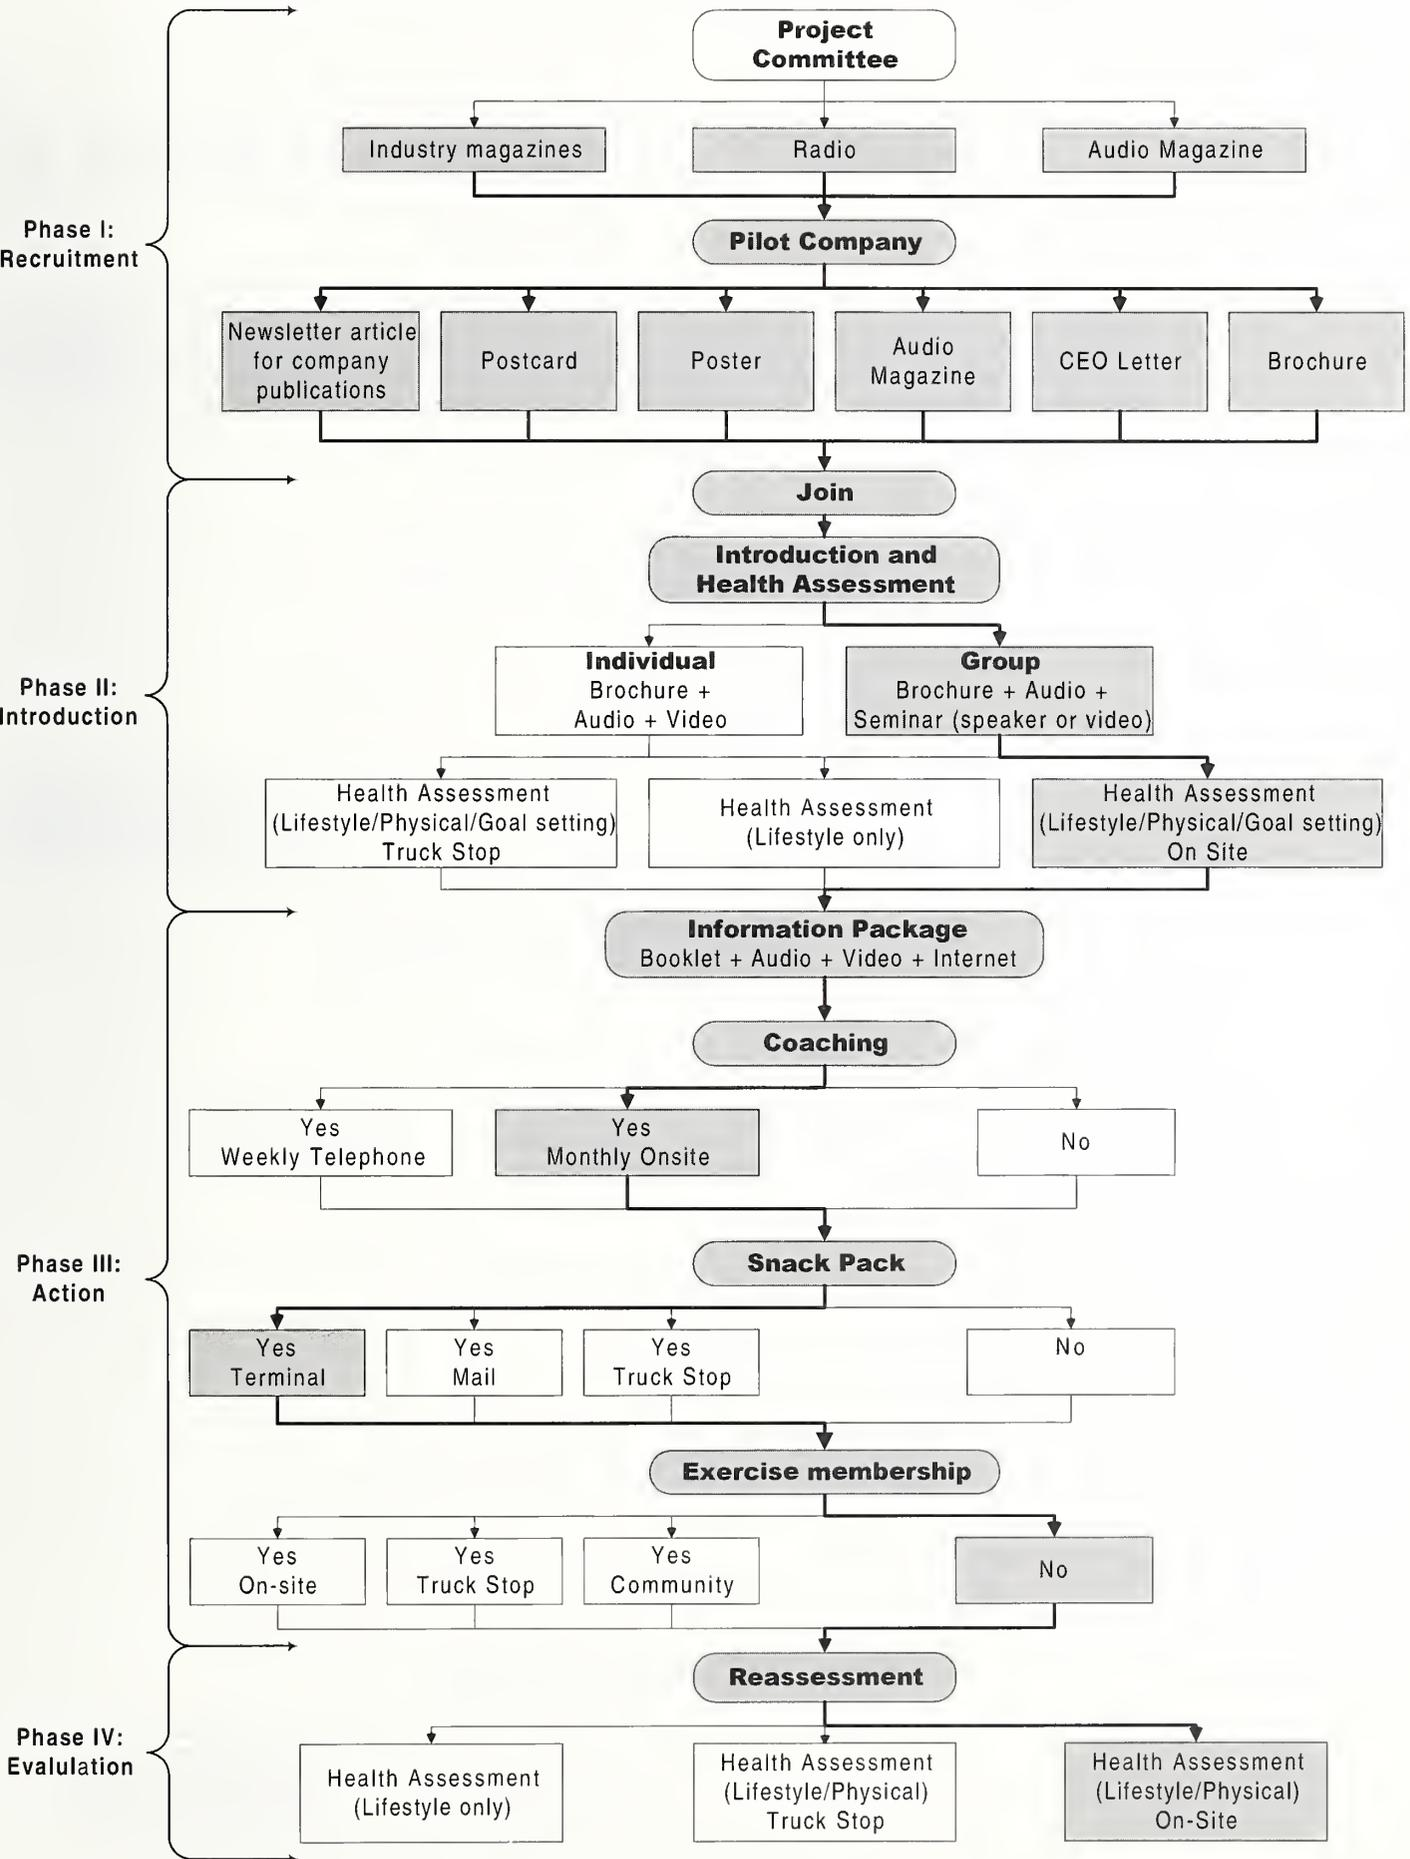 Project
Committee
Industry magazines
Radio
Audio Magazine
Phase I:
Recruitment
Pilot Company
Newsletter article
for company
publications
Postcard
Poster
Audio
Magazine
CEO Letter
Brochure
Join
Introduction and
Health Assessment
Phase II:
Introduction
Individual
Brochure +
Audio + Video
Group
Brochure + Audio +
Seminar (speaker or video)
Health Assessment
(Lifestyle/Physical/Goal setting)
Truck Stop
Health Assessment
(Lifestyle only)
Health Assessment
(Lifestyle/Physical/Goal setting)
On Site
Information Package
Booklet + Audio + Video + Internet
Coaching
Yes
Weekly Telephone
Yes
Monthly Onsite
No
Phase III:
Action
Snack Pack
Yes
Terminal
Yes
Mail
Yes
Truck Stop
No
Exercise membership
Yes
On-site
Yes
Truck Stop
Yes
Community
No
Reassessment
Phase IV:
Evalulation
Health Assessment
(Lifestyle only)
Health Assessment
(Lifestyle/Physical)
Truck Stop
Health Assessment
(Lifestyle/Physical)
On-Site